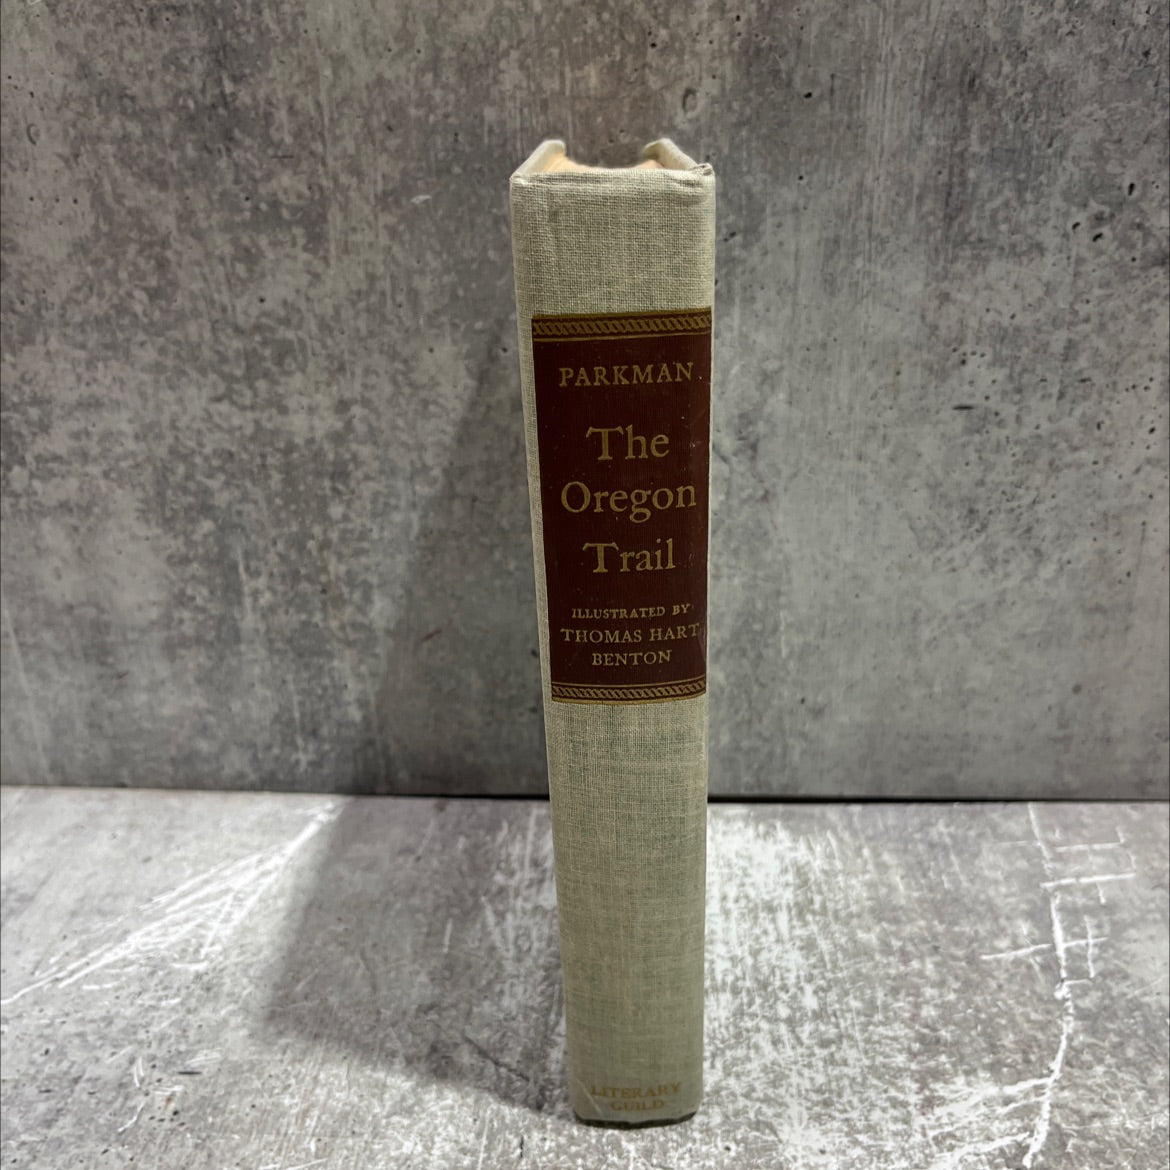 PARKMAN
The
Oregon
Trail
ILLUSTRATED BY
THOMAS HART
BENTON
LITERARY
GUILD